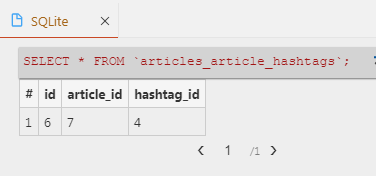 SQLite
SELECT * FROM `articles_article_hashtags`;
# id article_id hashtag_id
1 6 7 4
1 /1